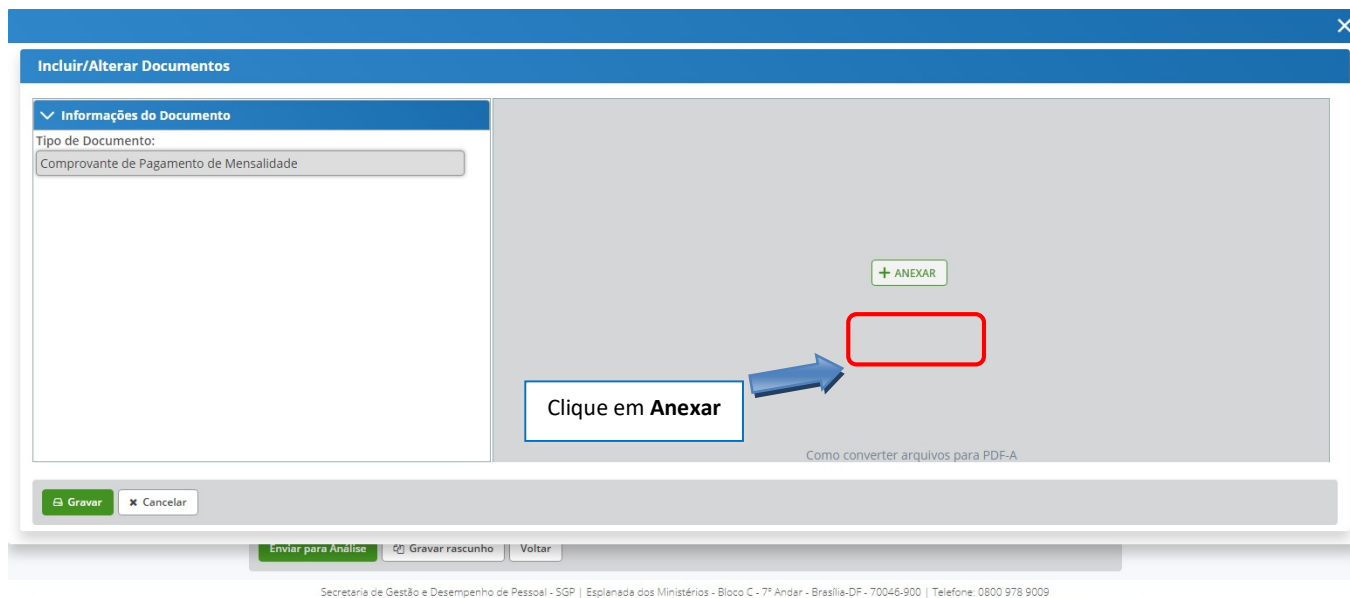 Incluir/Alterar Documentos
Informações do Documento
Tipo de Documento:
Comprovante de Pagamento de Mensalidade
+ ANEXAR
Clique em Anexar
Como converter arquivos para PDF-A
Gravar
Cancelar
Enviar para Análise
Gravar rascunho
Voltar
Secretaria de Gestão e Desempenho de Pessoal - SGP | Esplanada dos Ministérios - Bloco C - 7º Andar - Brasília-DF - 70046-900 | Telefone: 0800 978 9009